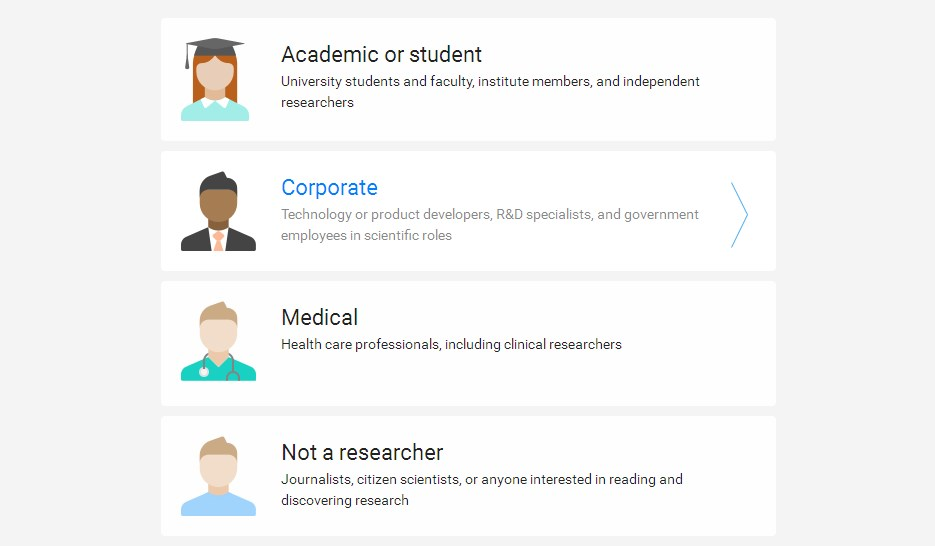 Academic or student
University students and faculty, institute members, and independent
researchers
Corporate
Technology or product developers, R&D specialists, and government
employees in scientific roles
Medical
Health care professionals, including clinical researchers
Not a researcher
Journalists, citizen scientists, or anyone interested in reading and
discovering research